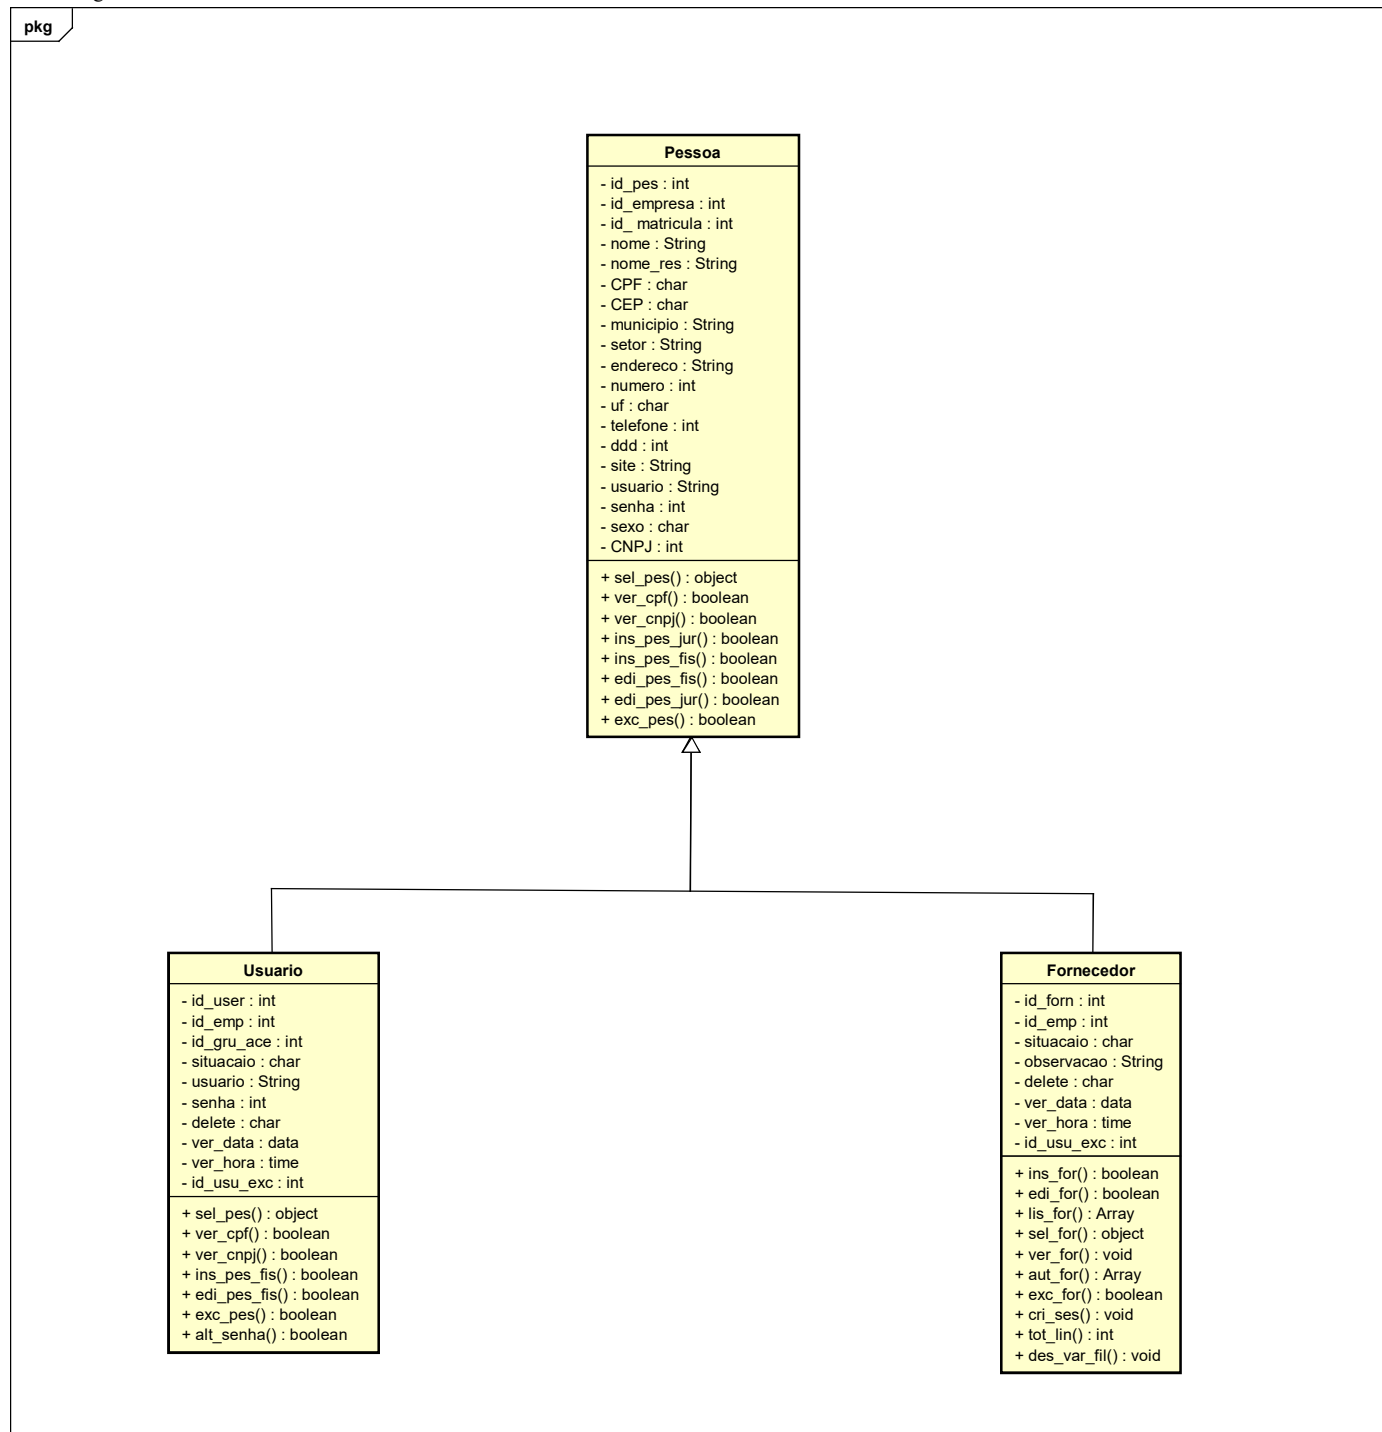 pkg
Pessoa
- id_pes : int
- id_empresa : int
- id_ matricula : int
- nome : String
- nome_res : String
- CPF : char
- CEP : char
- municipio : String
- setor : String
- endereco : String
- numero : int
- uf : char
- telefone : int
- ddd : int
- site : String
- usuario : String
- senha : int
- sexo : char
- CNPJ : int
+ sel_pes() : object
+ ver_cpf() : boolean
+ ver_cnpj() : boolean
+ ins_pes_jur() : boolean
+ ins_pes_fis() : boolean
+ edi_pes_fis() : boolean
+ edi_pes_jur() : boolean
+ exc_pes() : boolean
Usuario
- id_user : int
- id_emp : int
- id_gru_ace : int
- situacaio : char
- usuario : String
- senha : int
- delete : char
- ver_data : data
- ver_hora : time
- id_usu_exc : int
+ sel_pes() : object
+ ver_cpf() : boolean
+ ver_cnpj() : boolean
+ ins_pes_fis() : boolean
+ edi_pes_fis() : boolean
+ exc_pes() : boolean
+ alt_senha() : boolean
Fornecedor
- id_forn : int
- id_emp : int
- situacaio : char
- observacao : String
- delete : char
- ver_data : data
- ver_hora : time
- id_usu_exc : int
+ ins_for() : boolean
+ edi_for() : boolean
+ lis_for() : Array
+ sel_for() : object
+ ver_for() : void
+ aut_for() : Array
+ exc_for() : boolean
+ cri_ses() : void
+ tot_lin() : int
+ des_var_fil() : void